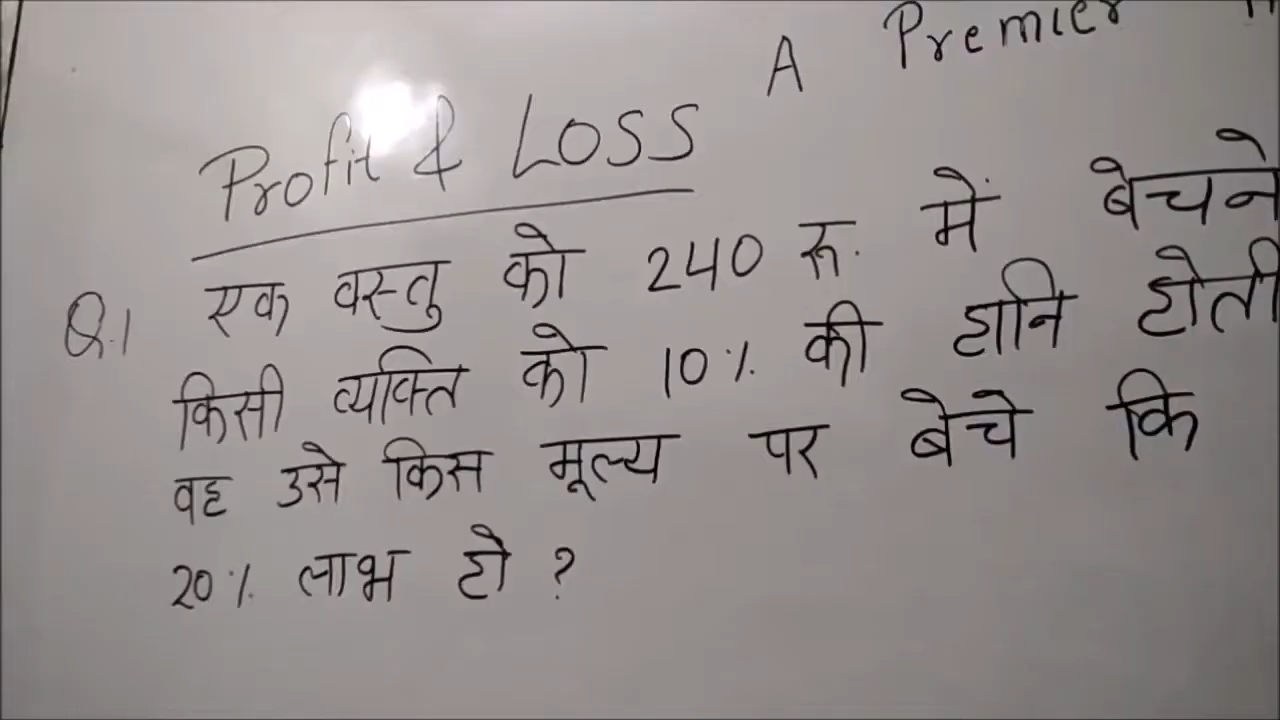 A Premier
Profit & LOSS
Q.1 एक वस्तु को 240 रू. में बेचने
किसी व्यक्ति को 10% की हानि होती
वह उसे किस मूल्य पर बेचे कि
20% लाभ हो ?